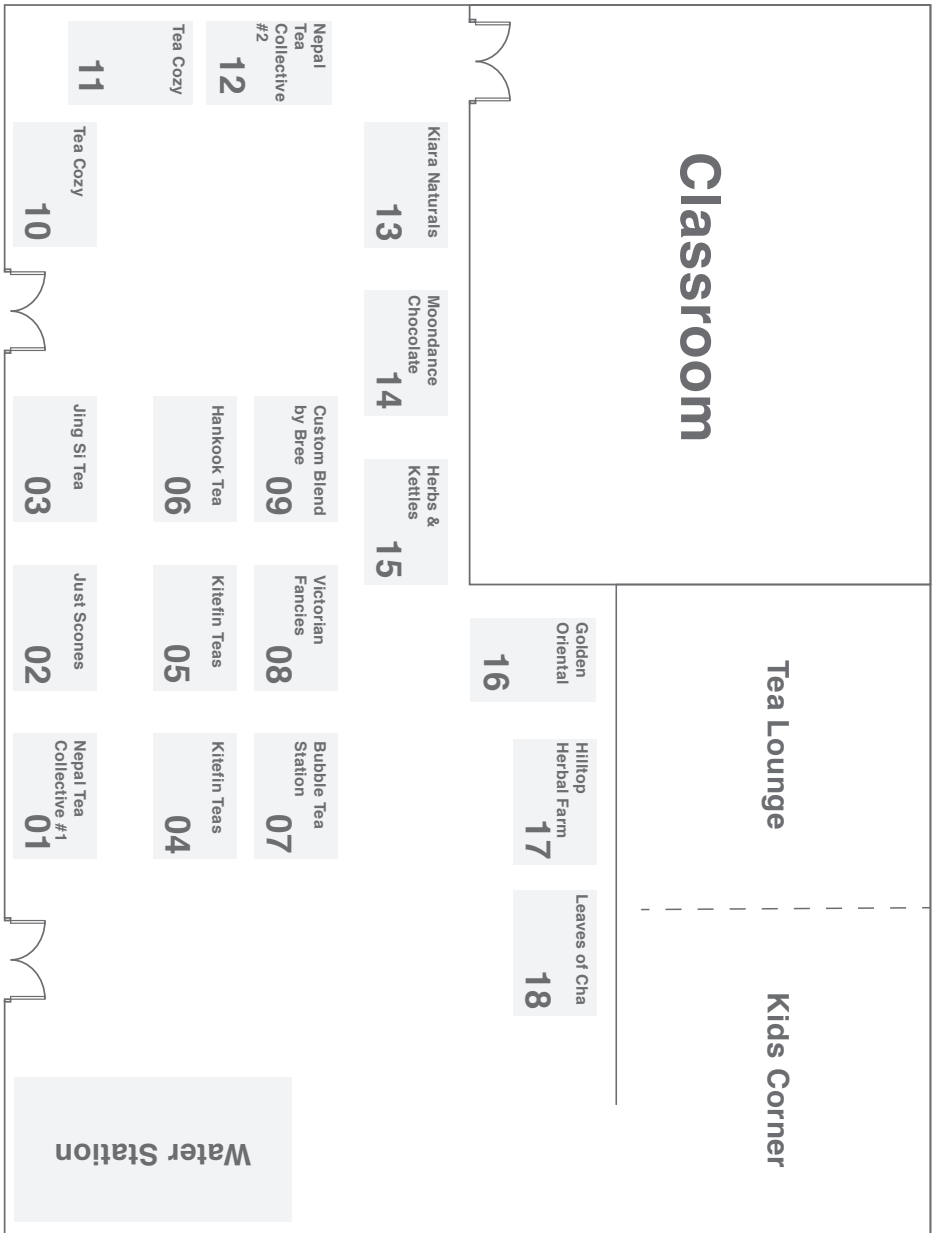 Classroom
Tea Lounge
Kids Corner
Golden
Oriental
16
Hilltop
Herbal Farm
17
Leaves of Cha
18
Kiara Naturals
13
Moondance
Chocolate
14
Herbs &
Kettles
15
Nepal
Tea
Collective
#2
12
Custom Blend
by Bree
09
Victorian
Fancies
08
Bubble Tea
Station
07
Hankook Tea
06
Kitefin Teas
05
Kitefin Teas
04
Tea Cozy
11
Tea Cozy
10
Jing Si Tea
03
Just Scones
02
Nepal Tea
Collective #1
01
Water Station